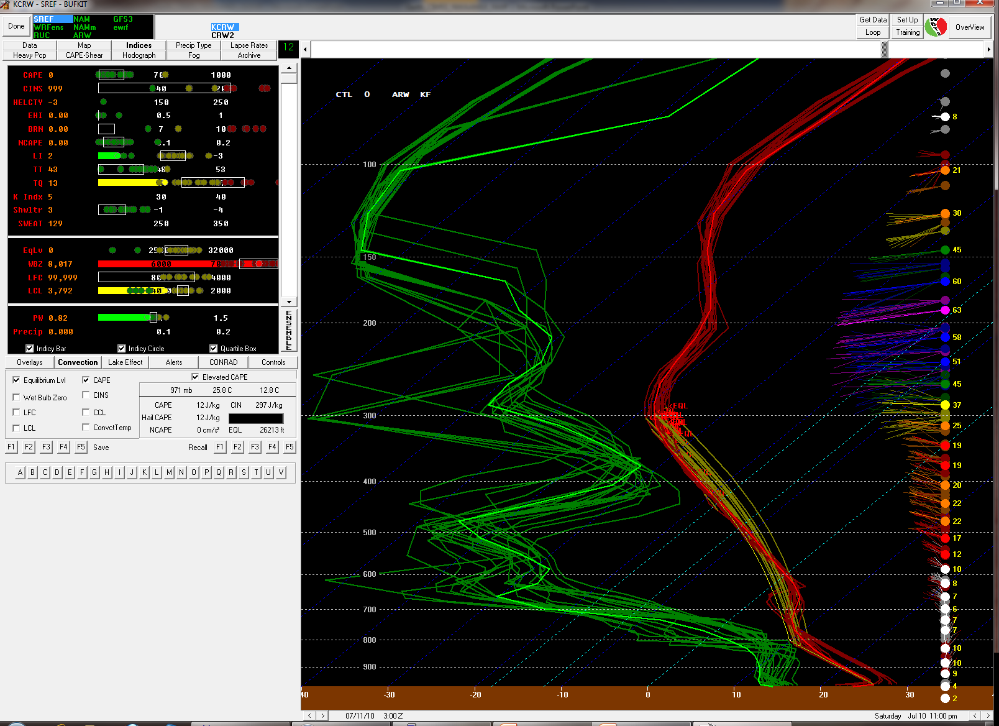 KCRW - SREF - BUFKIT
Done
SREF NAM GFS3
WRFens NAMm ewrf
RUC ARW
KCRW
CRW2
Get Data Set Up
Loop Training
OverView
Data Map Indices Precip Type Lapse Rates
Heavy Pcp CAPE-Shear Hodograph Fog Archive
12
CAPE 0 1000
CINS 999 40
HELCTY -3 150 250
EHI 0.00 0.5 1
BRN 0.00 7 10
NCAPE 0.00 0.2
LI 2 -3
TT 43 53
TQ 13
K Indx 5 30 40
Shwltr 3 -1 -4
SWEAT 129 250 350
EqLv 0 32000
WBZ 8,017 6000
LFC 99,999 4000
LCL 3,792 2000
PW 0.82 1.5
Precip 0.000 0.1 0.2
Indicy Bar Indicy Circle Quartile Box
ENSEMBLE
Overlays Convection Lake Effect Alerts CONRAD Controls
Equilibrium Lvl CAPE
Wet Bulb Zero CINS
LFC CCL
LCL ConvctTemp
Elevated CAPE
971 mb 25.8 C 12.8 C
CAPE 12 J/kg CIN 297 J/kg
Hail CAPE 12 J/kg
NCAPE 0 cm/s² EQL 26213 ft
F1 F2 F3 F4 F5 Save Recall F1 F2 F3 F4 F5
A B C D E F G H I J K L M N O P Q R S T U V
CTL 0 ARW KF
100
150
200
300
400
500
600
700
800
900
<EQL
EQL
8
21
30
45
60
63
58
51
45
37
25
19
19
20
22
22
17
12
10
8
7
6
7
7
10
10
9
4
2
40 -30 -20 -10 0 10 20 30
< > 07/11/10 3:00Z Saturday Jul 10 11:00 pm < >